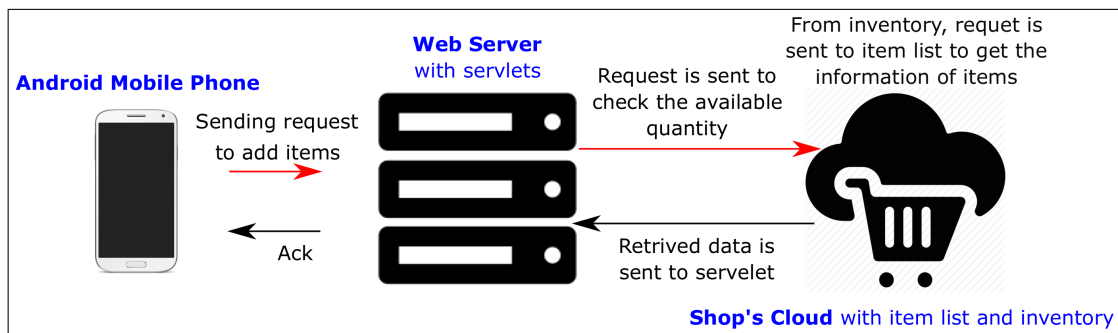 Android Mobile Phone
Sending request
to add items
Ack
Web Server
with servlets
Request is sent to
check the available
quantity
Retrived data is
sent to servelet
From inventory, requet is
sent to item list to get the
information of items
Shop's Cloud with item list and inventory